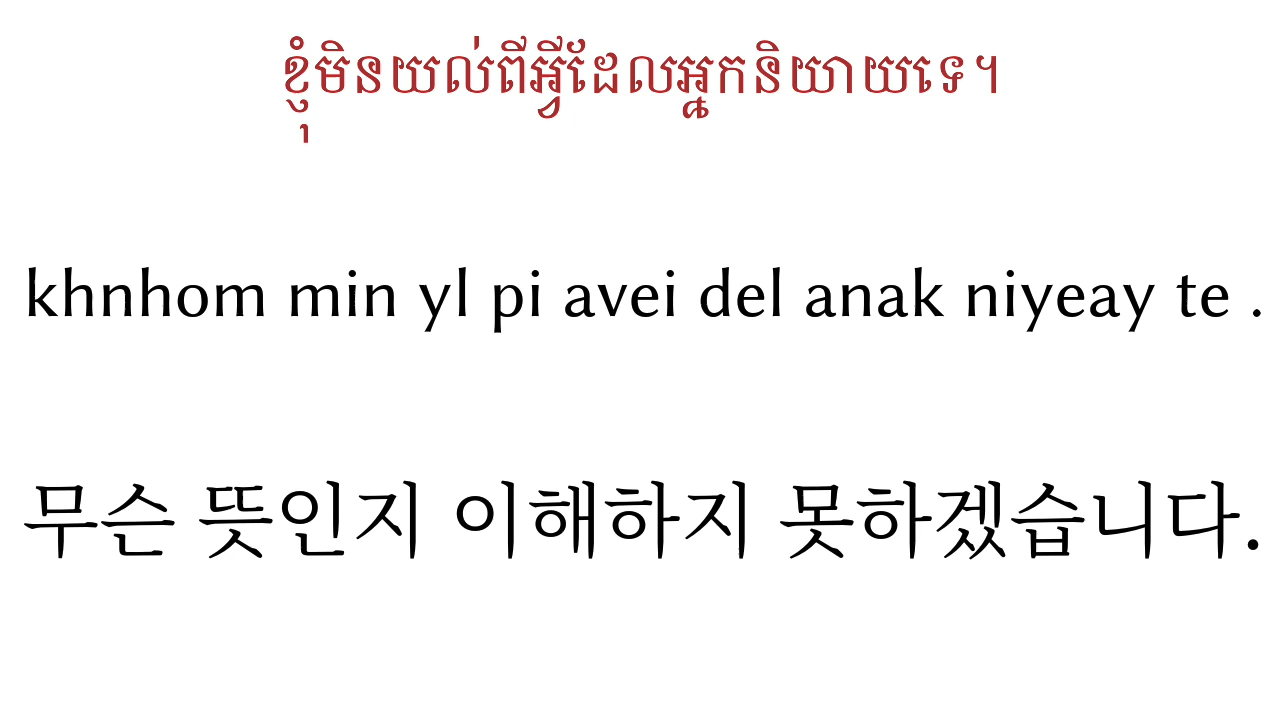 ខ្ញុំមិនយល់ពីអ្វីដែលអ្នកនិយាយទេ។
khnhom min yl pi avei del anak niyeay te .
무슨 뜻인지 이해하지 못하겠습니다.